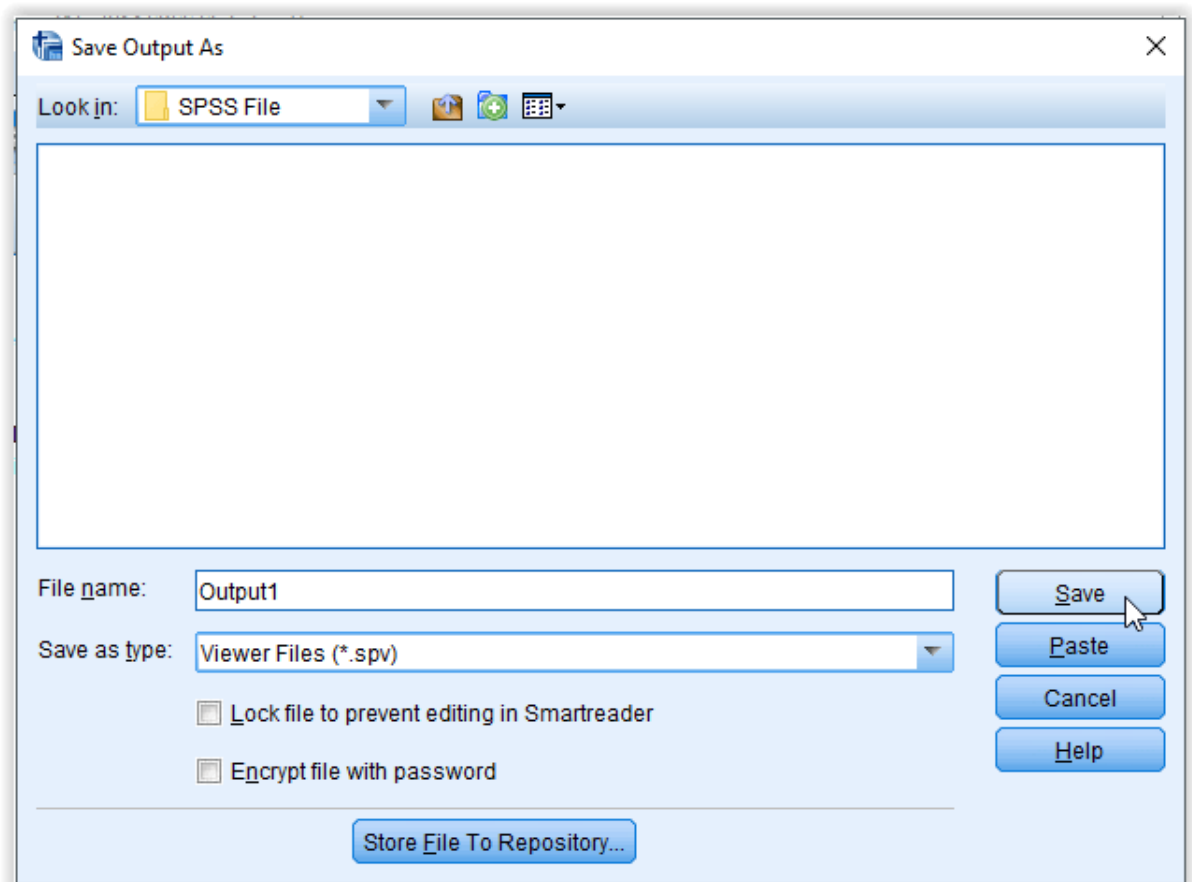 Save Output As
Look in: SPSS File
File name: Output1
Save
Save as type: Viewer Files (*.spv)
Paste
Lock file to prevent editing in Smartreader
Cancel
Encrypt file with password
Help
Store File To Repository...